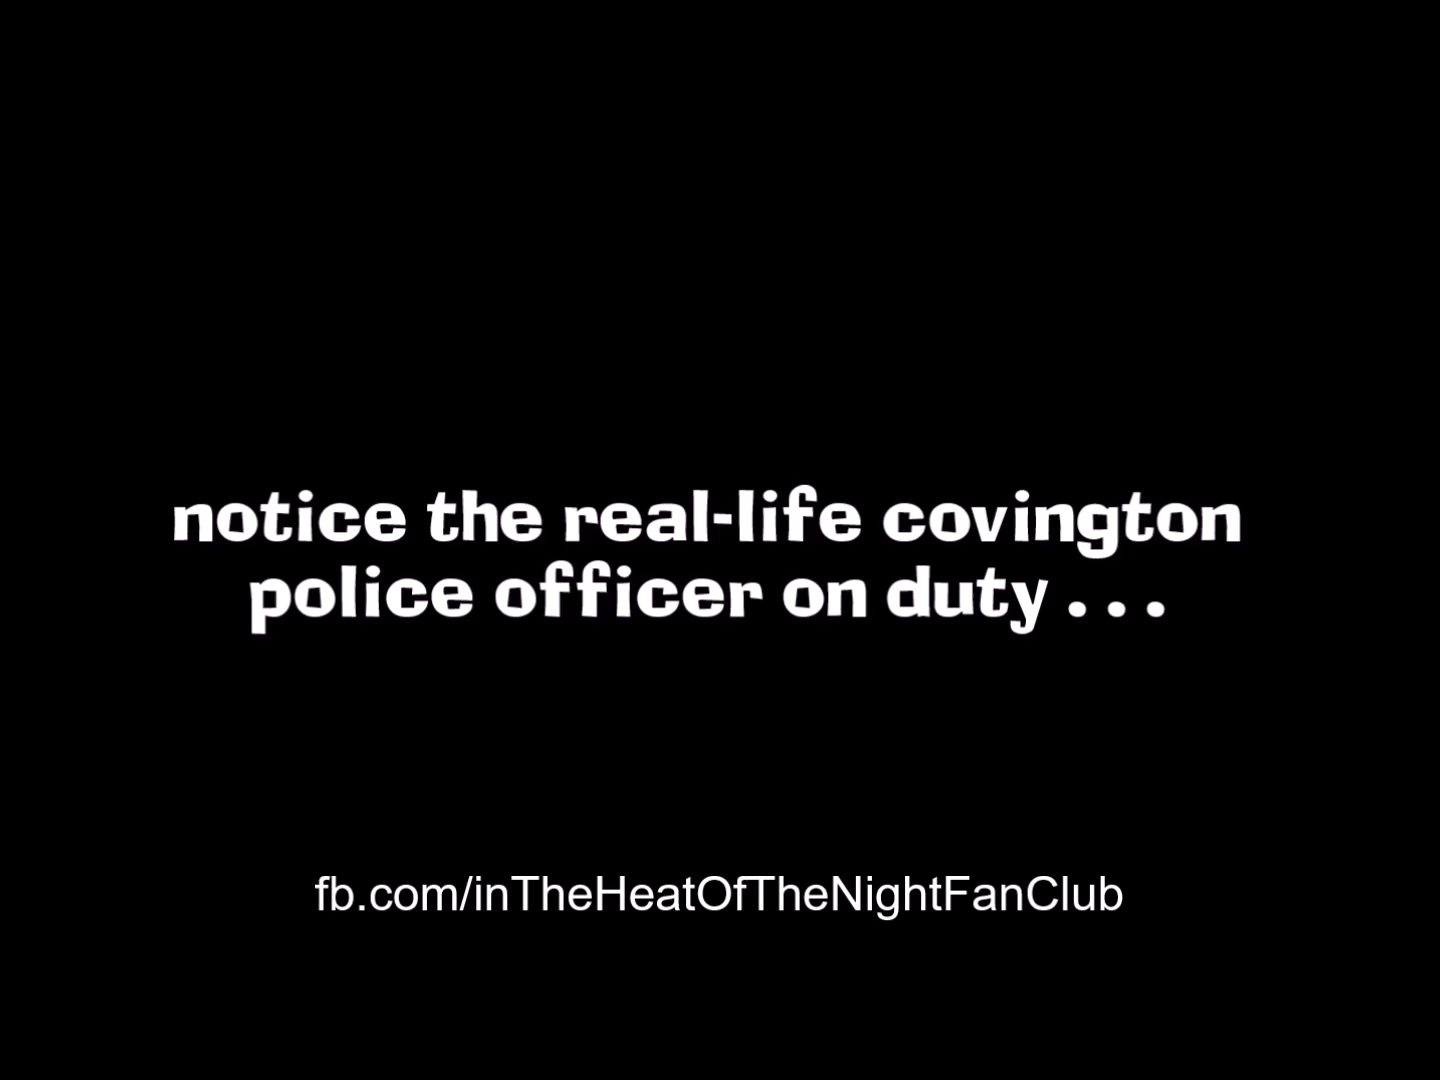 notice the real-life covington
police officer on duty . . .
fb.com/inTheHeatOfTheNightFanClub